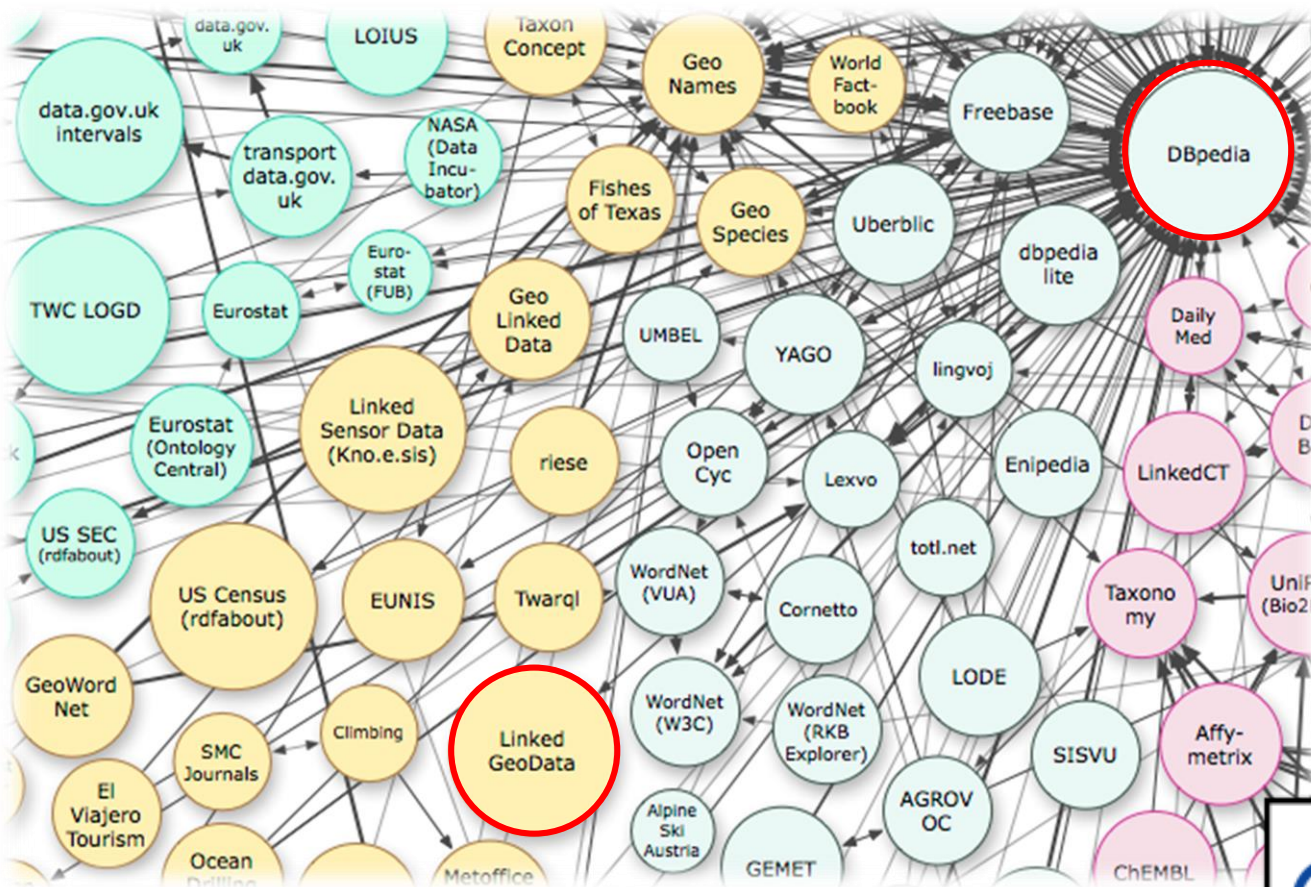 data.gov.
uk
LOIUS
Taxon
Concept
Geo
Names
World
Fact-
book
Freebase
DBpedia
data.gov.uk
intervals
transport
data.gov.
uk
NASA
(Data
Incu-
bator)
Fishes
of Texas
Geo
Species
Uberblic
dbpedia
lite
TWC LOGD
Eurostat
Euro-
stat
(FUB)
Geo
Linked
Data
UMBEL
YAGO
lingvoj
Daily
Med
Eurostat
(Ontology
Central)
Linked
Sensor Data
(Kno.e.sis)
riese
Open
Cyc
Lexvo
Enipedia
LinkedCT
US SEC
(rdfabout)
US Census
(rdfabout)
EUNIS
Twarql
WordNet
(VUA)
Cornetto
totl.net
Taxono
my
GeoWord
Net
Climbing
Linked
GeoData
WordNet
(W3C)
WordNet
(RKB
Explorer)
LODE
SISVU
Affy-
metrix
SMC
Journals
El
Viajero
Tourism
Alpine
Ski
Austria
AGROV
OC
Ocean
Drilling
Metoffice
GEMET
ChEMBL